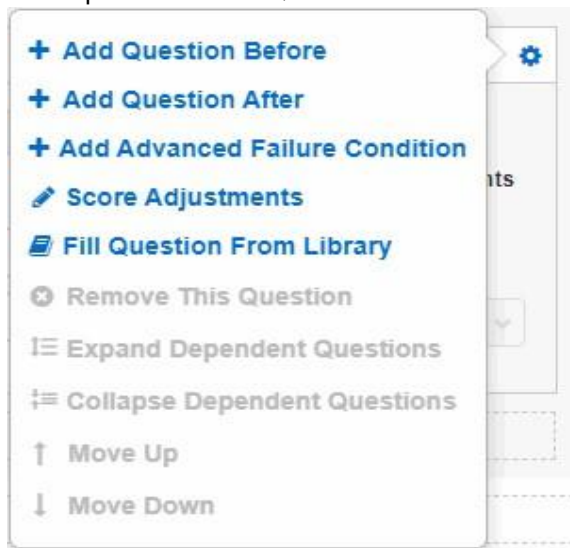 Add Question Before
Add Question After
Add Advanced Failure Condition
nts
Score Adjustments
Fill Question From Library
Remove This Question
Expand Dependent Questions
Collapse Dependent Questions
Move Up
Move Down